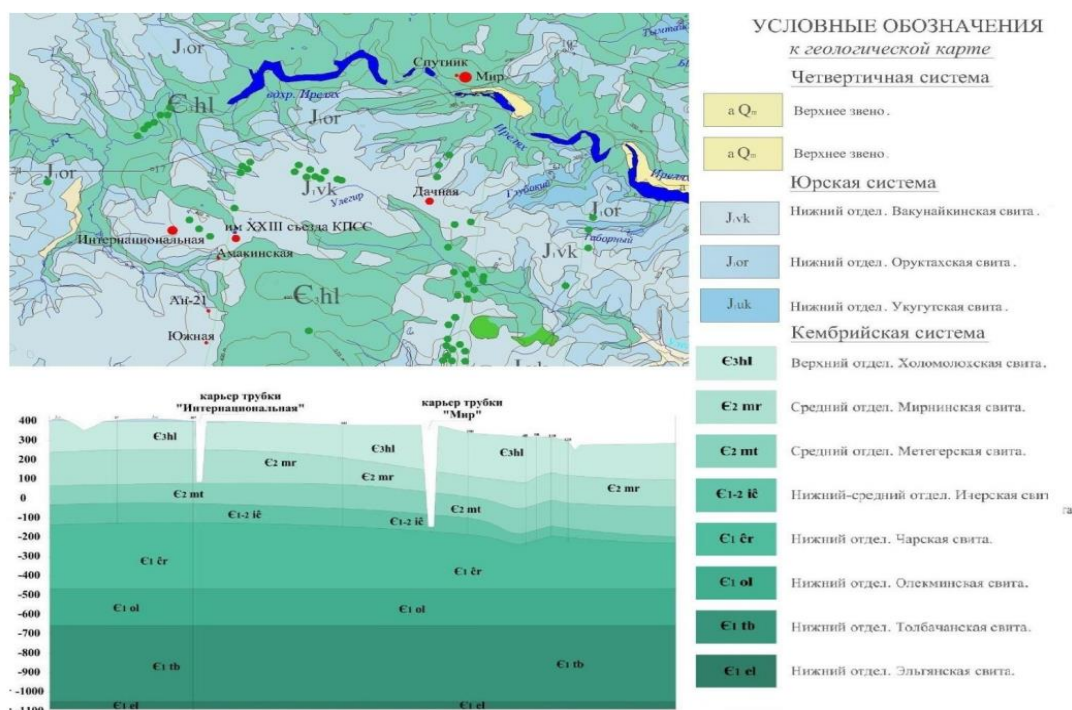 J₁or
102
Спутник
Мир
вдхр. Ирелях
Є₃hl
J₁or
Ирелях
Ирелях
J₁or
J₁vk
Улегир
Дачная
J₁or
J₁vk
Интернациональная
им XXIII съезда КПСС
Амакинская
Є₃hl
Ан-21
Южная
карьер трубки
"Интернациональная"
карьер трубки
"Мир"
400
300
200
100
0
-100
-200
-300
-400
-500
-600
-700
-800
-900
-1000
-1100
Є3hl
Є3hl
Є3hl
Є2 mr
Є2 mr
Є2 mr
Є2 mt
Є2 mt
Є1-2 iĉ
Є1-2 iĉ
Є1 ĉr
Є1 ĉr
Є1 ol
Є1 ol
Є1 tb
Є1 tb
Є1 el
Є1 el
УСЛОВНЫЕ ОБОЗНАЧЕНИЯ
к геологической карте
Четвертичная система
a Qııı Верхнее звено.
a Qııı Верхнее звено.
Юрская система
J₁vk Нижний отдел. Вакунайкинская свита.
J₁or Нижний отдел. Оруктахская свита.
J₁uk Нижний отдел. Укугутская свита.
Кембрийская система
Є3hl Верхний отдел. Холомолохская свита.
Є2 mr Средний отдел. Мирнинская свита.
Є2 mt Средний отдел. Метегерская свита.
Є1-2 iĉ Нижний-средний отдел. Ичерская свит
та
Є1 ĉr Нижний отдел. Чарская свита.
Є1 ol Нижний отдел. Олекминская свита.
Є1 tb Нижний отдел. Толбачанская свита.
Є1 el Нижний отдел. Эльгянская свита.